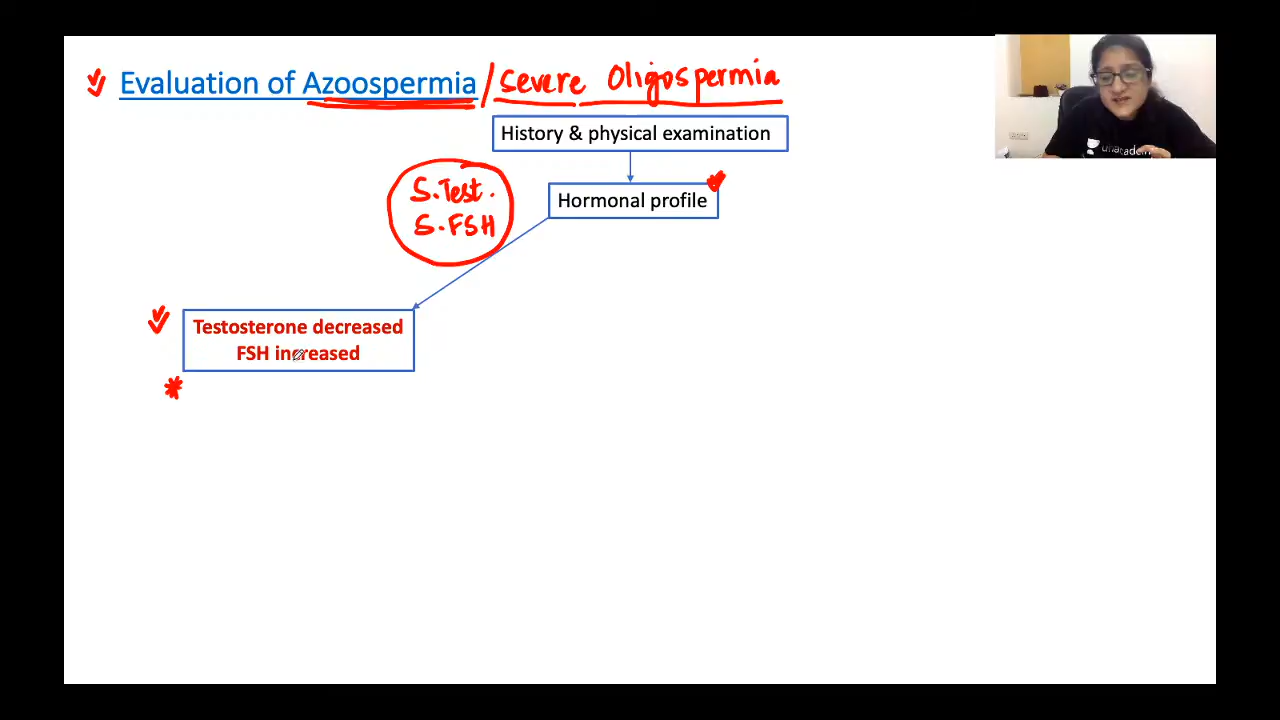 Evaluation of Azoospermia / Severe Oligospermia
History & physical examination
S.Test.
S.FSH
Hormonal profile
Testosterone decreased
FSH increased